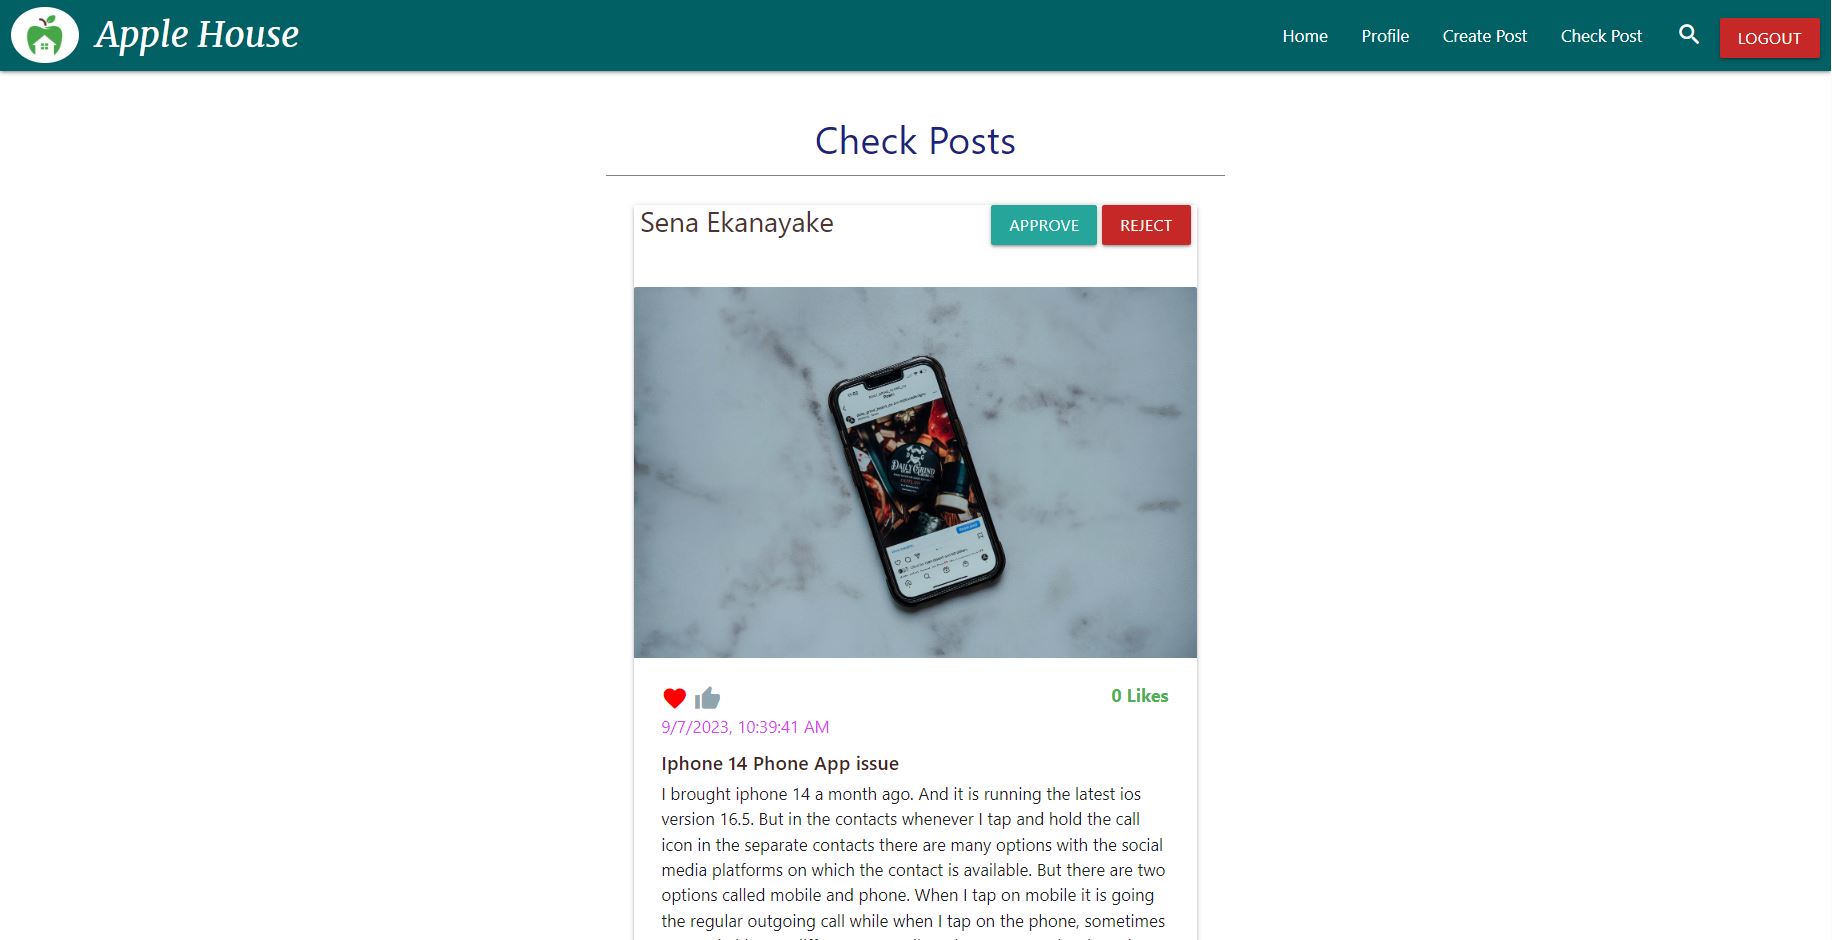 Apple House
Home Profile Create Post Check Post LOGOUT
Check Posts
Sena Ekanayake APPROVE REJECT
DAILY GRIND
0 Likes
9/7/2023, 10:39:41 AM
Iphone 14 Phone App issue
I brought iphone 14 a month ago. And it is running the latest ios
version 16.5. But in the contacts whenever I tap and hold the call
icon in the separate contacts there are many options with the social
media platforms on which the contact is available. But there are two
options called mobile and phone. When I tap on mobile it is going
the regular outgoing call while when I tap on the phone, sometimes